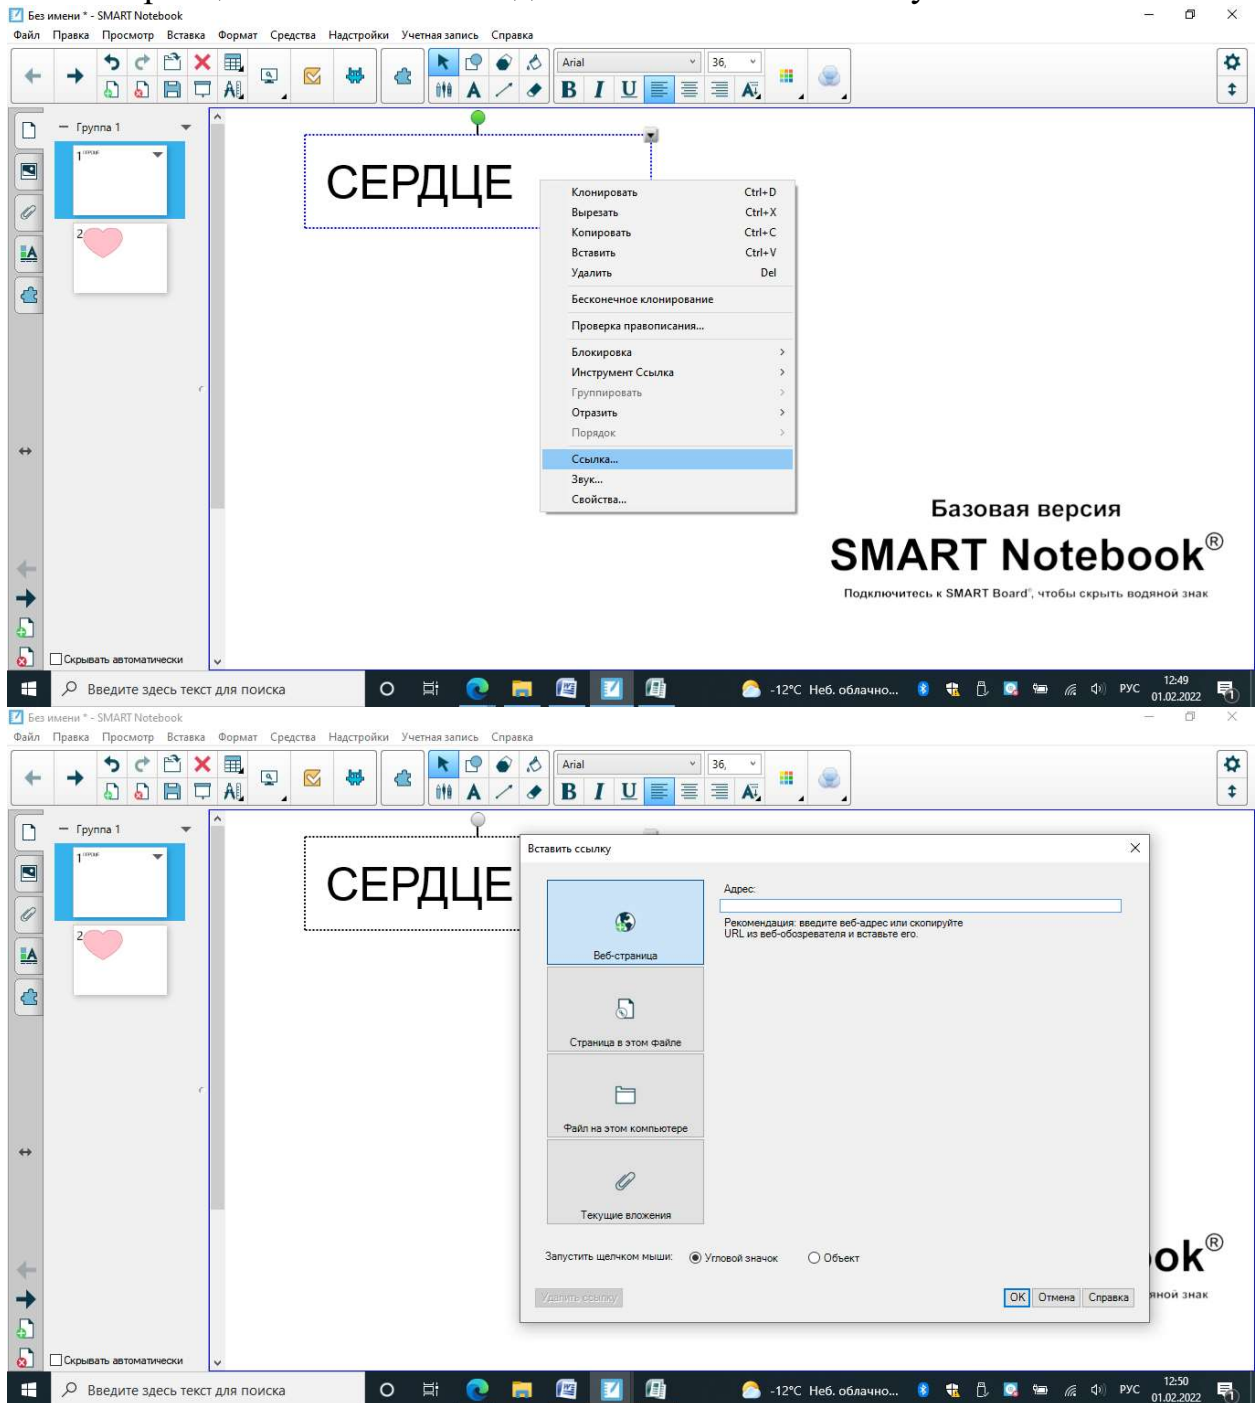 Без имени * - SMART Notebook
Файл Правка Просмотр Вставка Формат Средства Надстройки Учетная запись Справка
Arial 36,
A B I U A
Группа 1
1 СЕРДЦЕ
2
СЕРДЦЕ
Клонировать Ctrl+D
Вырезать Ctrl+X
Копировать Ctrl+C
Вставить Ctrl+V
Удалить Del
Бесконечное клонирование
Проверка правописания...
Блокировка
Инструмент Ссылка
Группировать
Отразить
Порядок
Ссылка...
Звук...
Свойства...
Базовая версия
SMART Notebook®
Подключитесь к SMART Board®, чтобы скрыть водяной знак
Скрывать автоматически
Введите здесь текст для поиска
-12°C Неб. облачно... РУС 12:49
01.02.2022
Без имени * - SMART Notebook
Файл Правка Просмотр Вставка Формат Средства Надстройки Учетная запись Справка
Arial 36,
A B I U A
Группа 1
1 СЕРДЦЕ
2
СЕРДЦЕ
Вставить ссылку
Адрес:
Рекомендация: введите веб-адрес или скопируйте
URL из веб-обозревателя и вставьте его.
Веб-страница
Страница в этом файле
Файл на этом компьютере
Текущие вложения
Запустить щелчком мыши: Угловой значок Объект
Удалить ссылку OK Отмена Справка
ok®
яной знак
Скрывать автоматически
Введите здесь текст для поиска
-12°C Неб. облачно... РУС 12:50
01.02.2022